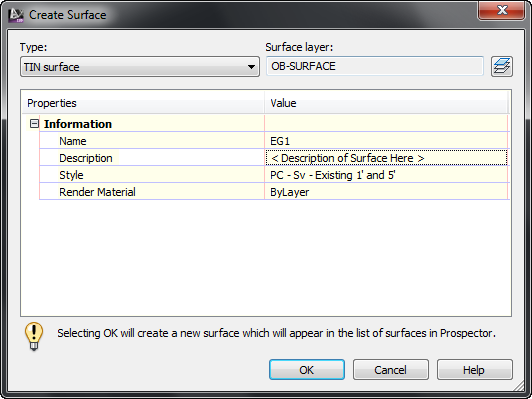 Create Surface
Type: Surface layer:
TIN surface OB-SURFACE
Properties Value
Information
Name EG1
Description < Description of Surface Here >
Style PC - Sv - Existing 1' and 5'
Render Material ByLayer
Selecting OK will create a new surface which will appear in the list of surfaces in Prospector.
OK Cancel Help